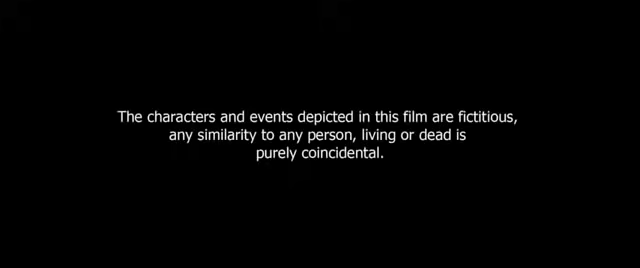 The characters and events depicted in this film are fictitious,
any similarity to any person, living or dead is
purely coincidental.